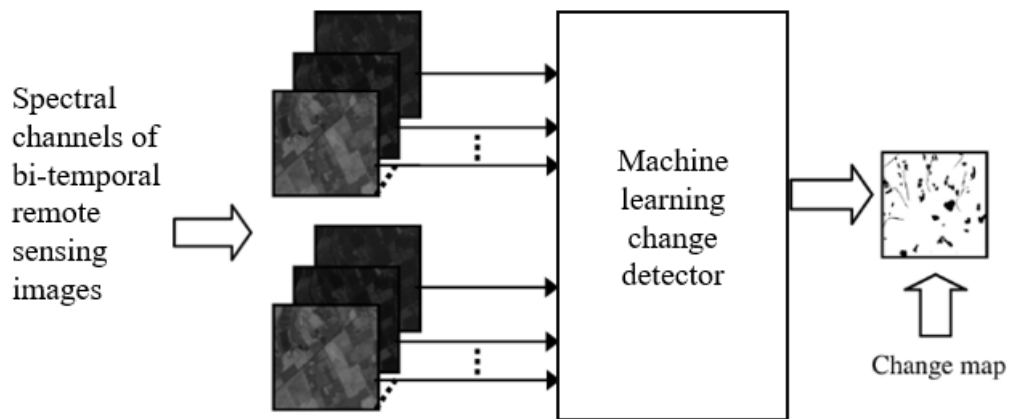 Spectral
channels of
bi-temporal
remote
sensing
images
Machine
learning
change
detector
Change map